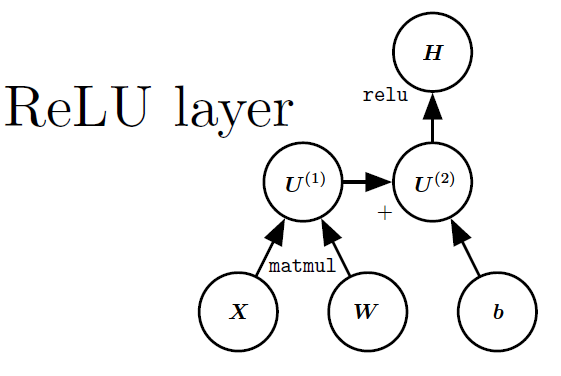 H
relu
ReLU layer
U^(1)
U^(2)
+
matmul
X
W
b